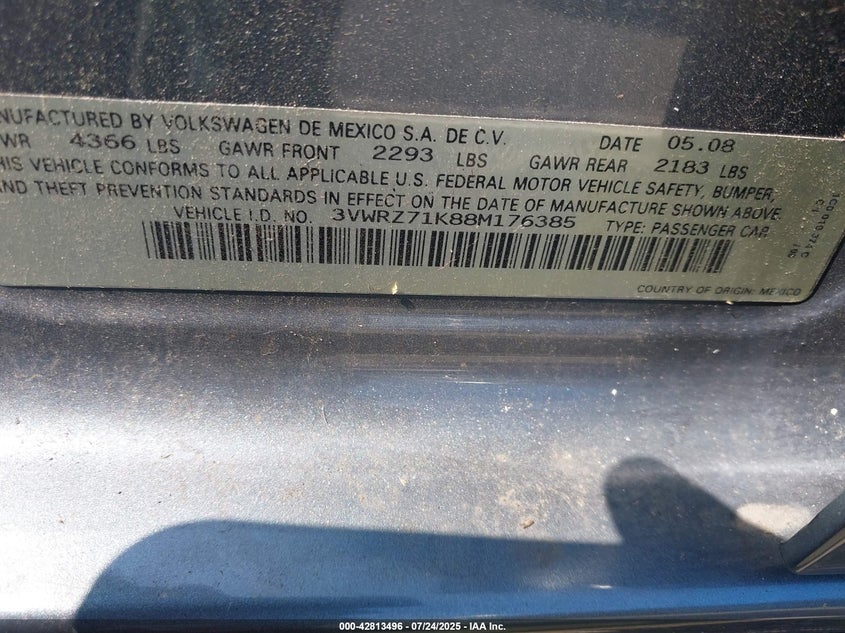 NUFACTURED BY VOLKSWAGEN DE MEXICO S.A. DE C.V. DATE 05.08
WR 4366 LBS GAWR FRONT 2293 LBS GAWR REAR 2183 LBS
HIS VEHICLE CONFORMS TO ALL APPLICABLE U.S. FEDERAL MOTOR VEHICLE SAFETY, BUMPER,
AND THEFT PREVENTION STANDARDS IN EFFECT ON THE DATE OF MANUFACTURE SHOWN ABOVE.
VEHICLE I.D. NO. 3VWRZ71K88M176385 TYPE: PASSENGER CAR
COUNTRY OF ORIGIN: MEXICO
000-42813496 - 07/24/2025 - IAA Inc.